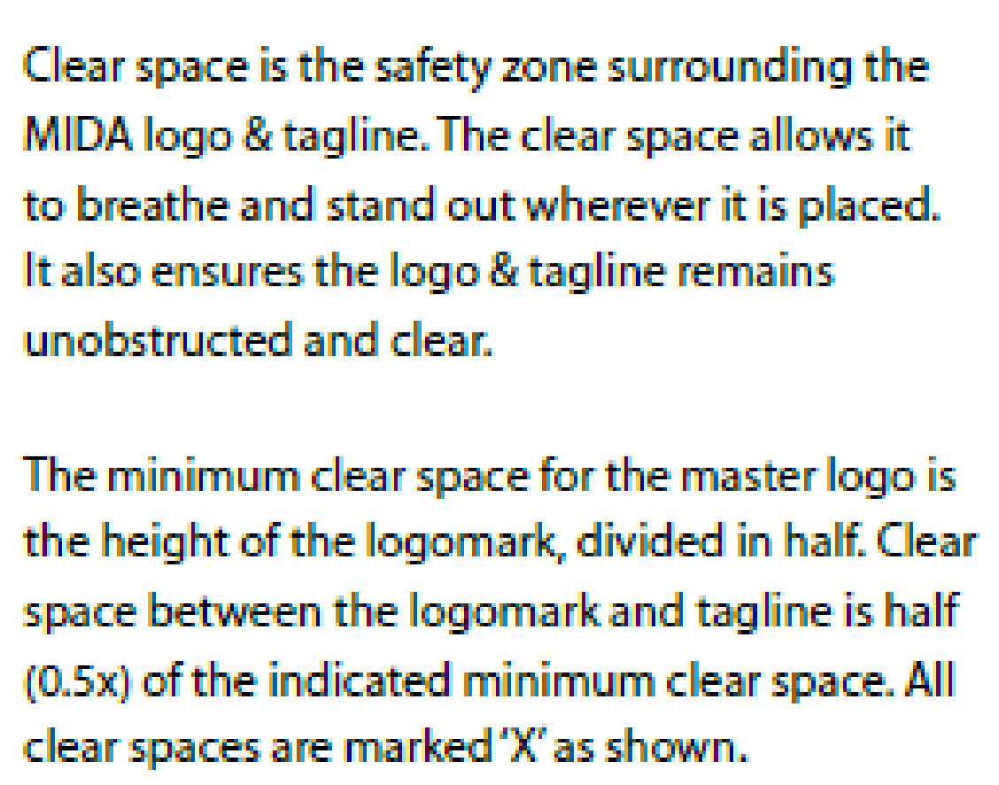 Clear space is the safety zone surrounding the
MIDA logo & tagline. The clear space allows it
to breathe and stand out wherever it is placed.
It also ensures the logo & tagline remains
unobstructed and clear.
The minimum clear space for the master logo is
the height of the logomark, divided in half. Clear
space between the logomark and tagline is half
(0.5x) of the indicated minimum clear space. All
clear spaces are marked ‘X’ as shown.